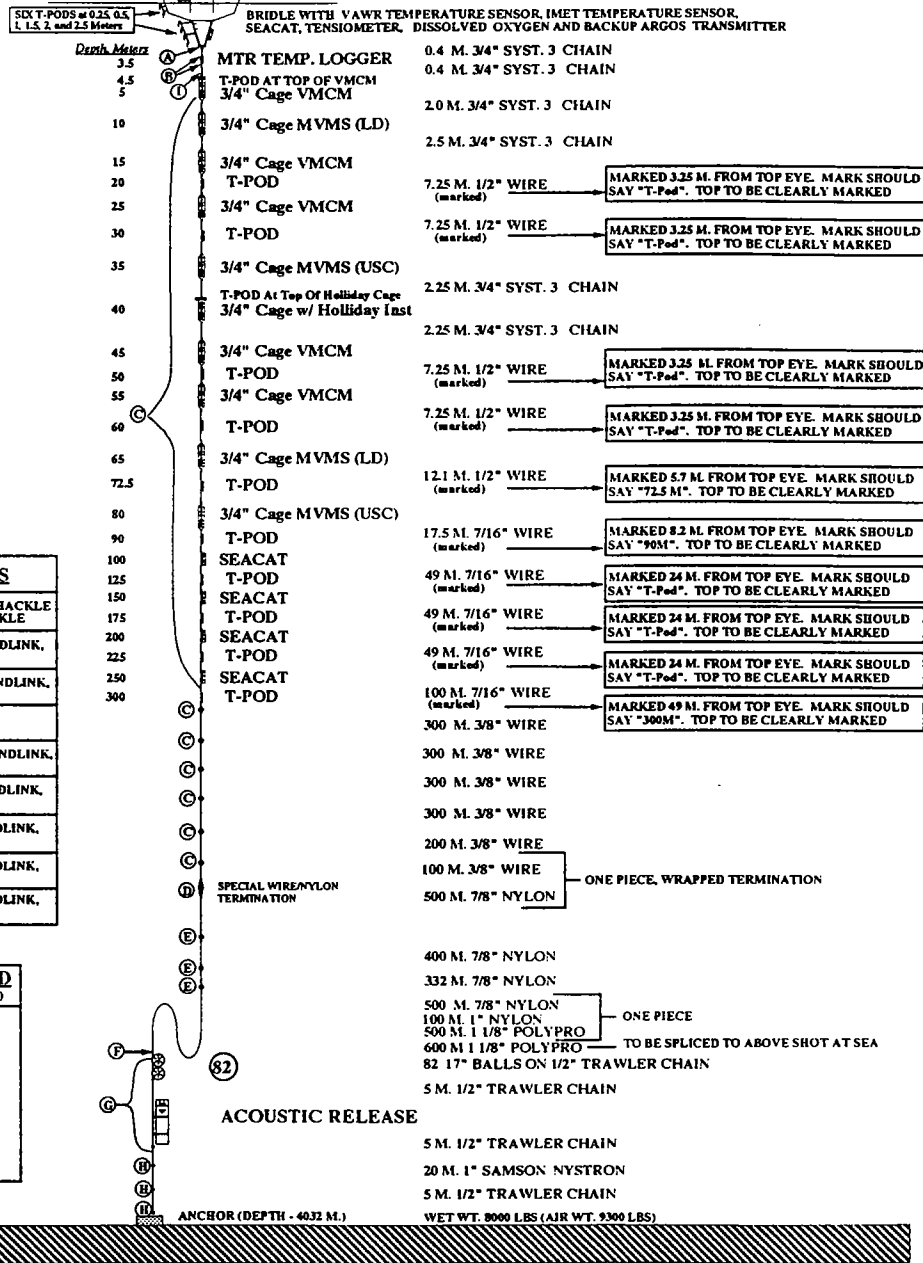 SIX T-PODS at 0.25, 0.5,
1, 1.5, 2, and 2.5 Meters
BRIDLE WITH VAWR TEMPERATURE SENSOR, IMET TEMPERATURE SENSOR,
SEACAT, TENSIOMETER, DISSOLVED OXYGEN AND BACKUP ARGOS TRANSMITTER
Depth, Meters
A
0.4 M. 3/4" SYST. 3 CHAIN
3.5 MTR TEMP. LOGGER
B
0.4 M. 3/4" SYST. 3 CHAIN
4.5 T-POD AT TOP OF VMCM
I
5 3/4" Cage VMCM
2.0 M. 3/4" SYST. 3 CHAIN
10 3/4" Cage MVMS (LD)
2.5 M. 3/4" SYST. 3 CHAIN
15 3/4" Cage VMCM
20 T-POD 7.25 M. 1/2" WIRE
(marked)
MARKED 3.25 M. FROM TOP EYE. MARK SHOULD
SAY "T-Pod". TOP TO BE CLEARLY MARKED
25 3/4" Cage VMCM
30 T-POD 7.25 M. 1/2" WIRE
(marked)
MARKED 3.25 M. FROM TOP EYE. MARK SHOULD
SAY "T-Pod". TOP TO BE CLEARLY MARKED
35 3/4" Cage MVMS (USC)
2.25 M. 3/4" SYST. 3 CHAIN
T-POD At Top Of Holliday Cage
40 3/4" Cage w/ Holliday Inst
2.25 M. 3/4" SYST. 3 CHAIN
45 3/4" Cage VMCM
50 T-POD 7.25 M. 1/2" WIRE
(marked)
MARKED 3.25 M. FROM TOP EYE. MARK SHOULD
SAY "T-Pod". TOP TO BE CLEARLY MARKED
55 3/4" Cage VMCM
C
60 T-POD 7.25 M. 1/2" WIRE
(marked)
MARKED 3.25 M. FROM TOP EYE. MARK SHOULD
SAY "T-Pod". TOP TO BE CLEARLY MARKED
65 3/4" Cage MVMS (LD)
72.5 T-POD 12.1 M. 1/2" WIRE
(marked)
MARKED 5.7 M. FROM TOP EYE. MARK SHOULD
SAY "72.5 M". TOP TO BE CLEARLY MARKED
80 3/4" Cage MVMS (USC)
90 T-POD 17.5 M. 7/16" WIRE
(marked)
MARKED 8.2 M. FROM TOP EYE. MARK SHOULD
SAY "90M". TOP TO BE CLEARLY MARKED
100 SEACAT
125 T-POD 49 M. 7/16" WIRE
(marked)
MARKED 24 M. FROM TOP EYE. MARK SHOULD
SAY "T-Pod". TOP TO BE CLEARLY MARKED
150 SEACAT
175 T-POD 49 M. 7/16" WIRE
(marked)
MARKED 24 M. FROM TOP EYE. MARK SHOULD
SAY "T-Pod". TOP TO BE CLEARLY MARKED
200 SEACAT
225 T-POD 49 M. 7/16" WIRE
(marked)
MARKED 24 M. FROM TOP EYE. MARK SHOULD
SAY "T-Pod". TOP TO BE CLEARLY MARKED
250 SEACAT
300 T-POD 100 M. 7/16" WIRE
(marked)
MARKED 49 M. FROM TOP EYE. MARK SHOULD
SAY "300M". TOP TO BE CLEARLY MARKED
C
300 M. 3/8" WIRE
C
300 M. 3/8" WIRE
C
300 M. 3/8" WIRE
C
300 M. 3/8" WIRE
C
200 M. 3/8" WIRE
C
100 M. 3/8" WIRE
ONE PIECE, WRAPPED TERMINATION
D
SPECIAL WIRE/NYLON
TERMINATION
500 M. 7/8" NYLON
E
400 M. 7/8" NYLON
E
332 M. 7/8" NYLON
E
500 M. 7/8" NYLON
100 M. 1" NYLON
ONE PIECE
500 M. 1 1/8" POLYPRO
600 M 1 1/8" POLYPRO
TO BE SPLICED TO ABOVE SHOT AT SEA
F
82
82 17" BALLS ON 1/2" TRAWLER CHAIN
5 M. 1/2" TRAWLER CHAIN
G
ACOUSTIC RELEASE
5 M. 1/2" TRAWLER CHAIN
H
20 M. 1" SAMSON NYSTRON
H
5 M. 1/2" TRAWLER CHAIN
H
ANCHOR (DEPTH - 4032 M.)
WET WT. 8000 LBS (AIR WT. 9300 LBS)
S
HACKLE
KLE
DLINK,
NDLINK,
NDLINK,
DLINK,
DLINK,
DLINK,
DLINK,
D
)